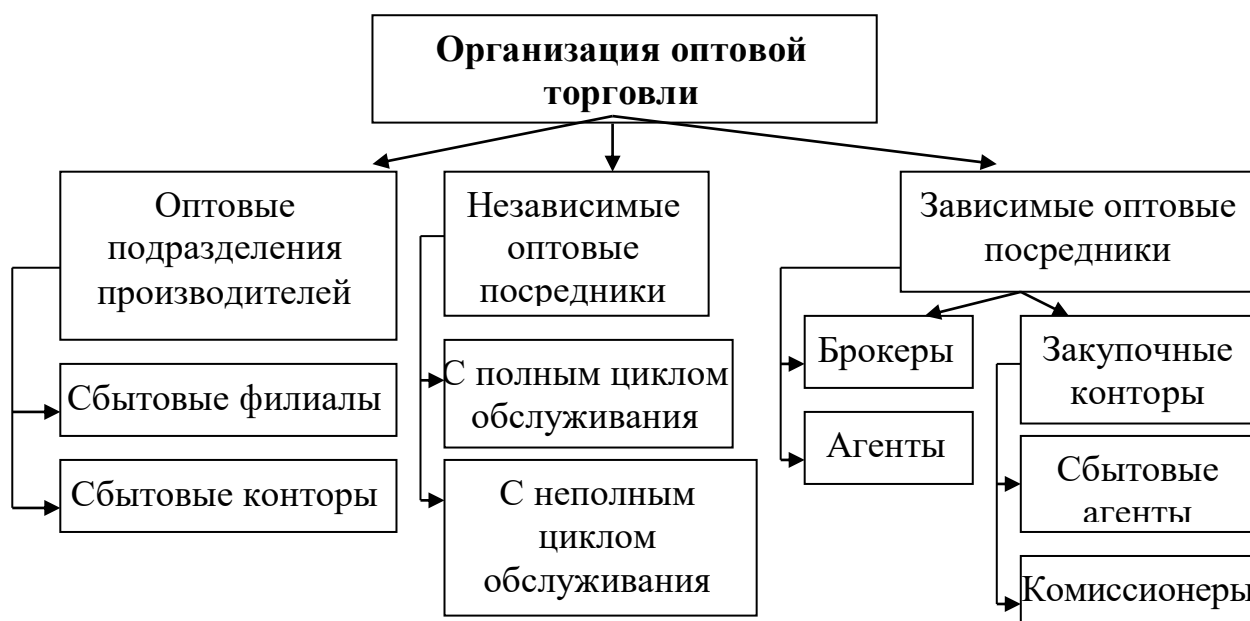 Организация оптовой
торговли
Оптовые
подразделения
производителей
Сбытовые филиалы
Сбытовые конторы
Независимые
оптовые
посредники
С полным циклом
обслуживания
С неполным
циклом
обслуживания
Зависимые оптовые
посредники
Брокеры
Агенты
Закупочные
конторы
Сбытовые
агенты
Комиссионеры